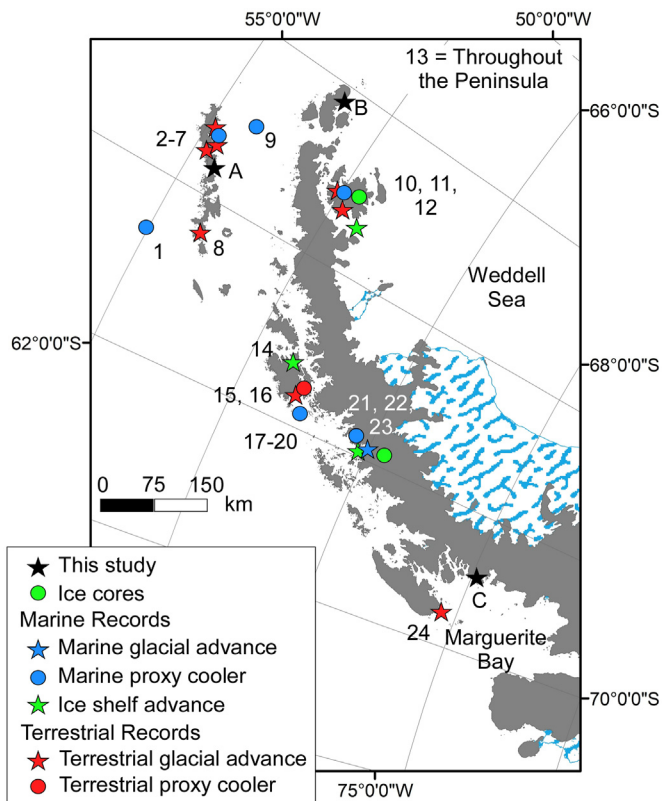 55°0'0"W
50°0'0"W
13 = Throughout
the Peninsula
B
66°0'0"S
2-7
9
A
10, 11,
12
1
8
Weddell
Sea
62°0'0"S
14
68°0'0"S
15, 16
21, 22,
23
17-20
0 75 150
km
C
24
Marguerite
Bay
This study
Ice cores
Marine Records
Marine glacial advance
Marine proxy cooler
Ice shelf advance
Terrestrial Records
Terrestrial glacial advance
Terrestrial proxy cooler
70°0'0"S
75°0'0"W